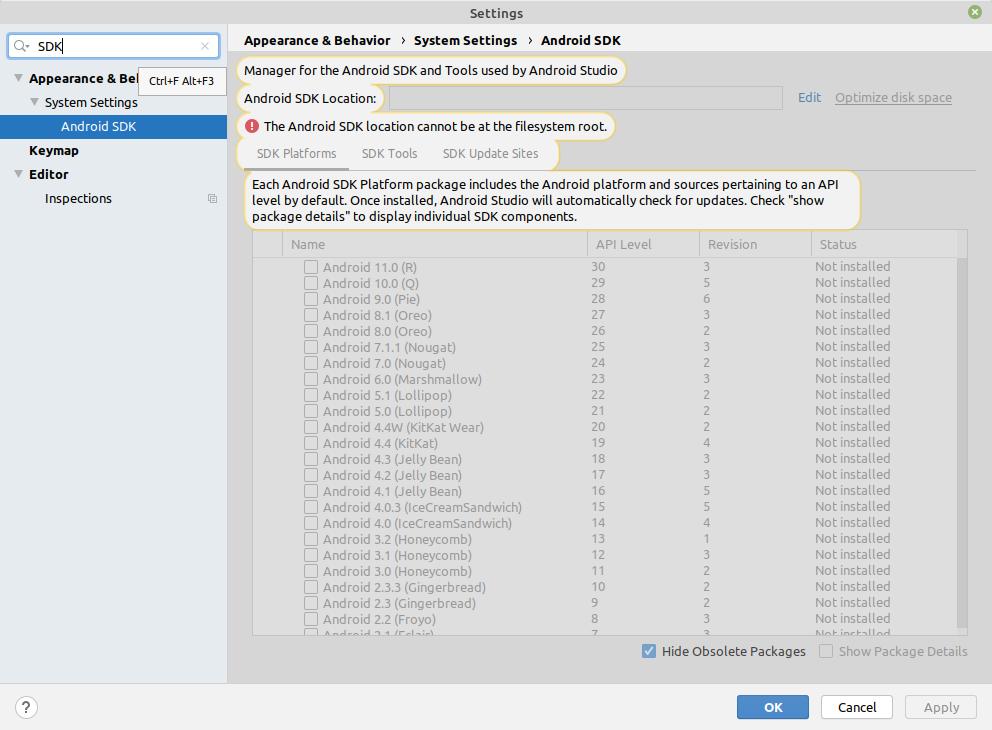 Settings
SDK
Appearance & Behavior › System Settings › Android SDK
Appearance & Bel
Ctrl+F Alt+F3
System Settings
Android SDK
Keymap
Editor
Inspections
Manager for the Android SDK and Tools used by Android Studio
Android SDK Location:
Edit
Optimize disk space
The Android SDK location cannot be at the filesystem root.
SDK Platforms SDK Tools SDK Update Sites
Each Android SDK Platform package includes the Android platform and sources pertaining to an API
level by default. Once installed, Android Studio will automatically check for updates. Check "show
package details" to display individual SDK components.
Name API Level Revision Status
Android 11.0 (R) 30 3 Not installed
Android 10.0 (Q) 29 5 Not installed
Android 9.0 (Pie) 28 6 Not installed
Android 8.1 (Oreo) 27 3 Not installed
Android 8.0 (Oreo) 26 2 Not installed
Android 7.1.1 (Nougat) 25 3 Not installed
Android 7.0 (Nougat) 24 2 Not installed
Android 6.0 (Marshmallow) 23 3 Not installed
Android 5.1 (Lollipop) 22 2 Not installed
Android 5.0 (Lollipop) 21 2 Not installed
Android 4.4W (KitKat Wear) 20 2 Not installed
Android 4.4 (KitKat) 19 4 Not installed
Android 4.3 (Jelly Bean) 18 3 Not installed
Android 4.2 (Jelly Bean) 17 3 Not installed
Android 4.1 (Jelly Bean) 16 5 Not installed
Android 4.0.3 (IceCreamSandwich) 15 5 Not installed
Android 4.0 (IceCreamSandwich) 14 4 Not installed
Android 3.2 (Honeycomb) 13 1 Not installed
Android 3.1 (Honeycomb) 12 3 Not installed
Android 3.0 (Honeycomb) 11 2 Not installed
Android 2.3.3 (Gingerbread) 10 2 Not installed
Android 2.3 (Gingerbread) 9 2 Not installed
Android 2.2 (Froyo) 8 3 Not installed
Android 2.1 (Eclair) 7 3 Not installed
Hide Obsolete Packages Show Package Details
? OK Cancel Apply